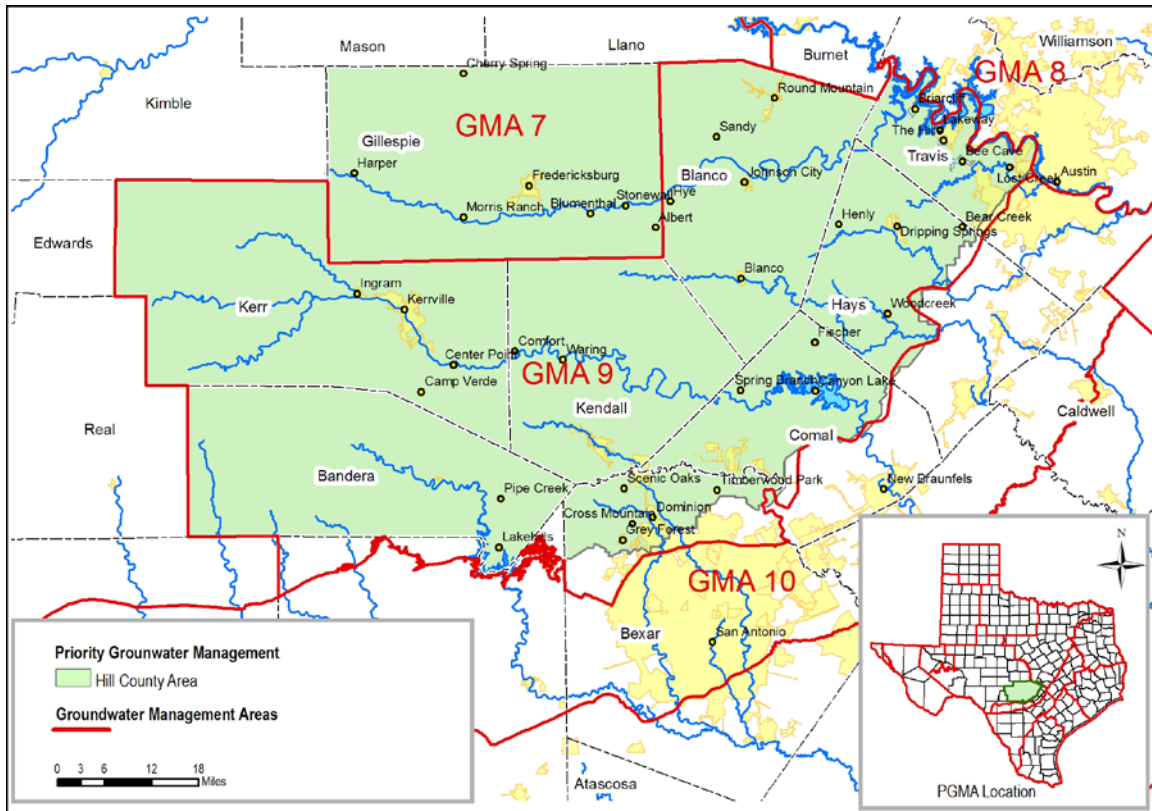 Mason
Llano
Burnet
Williamson
GMA 8
Kimble
Cherry Spring
Round Mountain
Briarcliff
GMA 7
Gillespie
Sandy
The Hills
Lakeway
Travis
Bee Cave
Harper
Fredericksburg
Blanco
Johnson City
Lost Creek
Austin
Morris Ranch
Blumenthal
Stonewall
Hye
Albert
Henly
Dripping Springs
Bear Creek
Edwards
Blanco
Ingram
Kerrville
Kerr
Hays
Woodcreek
Fischer
Comfort
Waring
Center Point
GMA 9
Camp Verde
Spring Branch
Canyon Lake
Kendall
Caldwell
Real
Comal
Bandera
Pipe Creek
Scenic Oaks
Timberwood Park
New Braunfels
Cross Mountain
Dominion
Grey Forest
Lakehills
GMA 10
Bexar
San Antonio
Atascosa
Priority Grounwater Management
Hill County Area
Groundwater Management Areas
0 3 6 12 18
Miles
N
PGMA Location